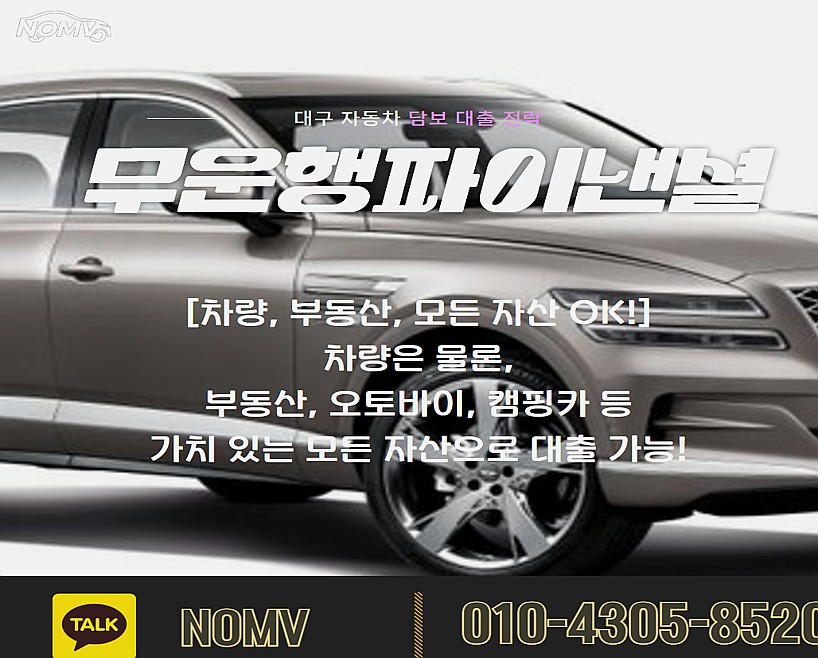 NOMV
대구 자동차 담보 대출 전략
무운행파이낸셜
[차량, 부동산, 모든 자산 OK!]
차량은 물론,
부동산, 오토바이, 캠핑카 등
가치 있는 모든 자산으로 대출 가능!
TALK
NOMV
010-4305-8520